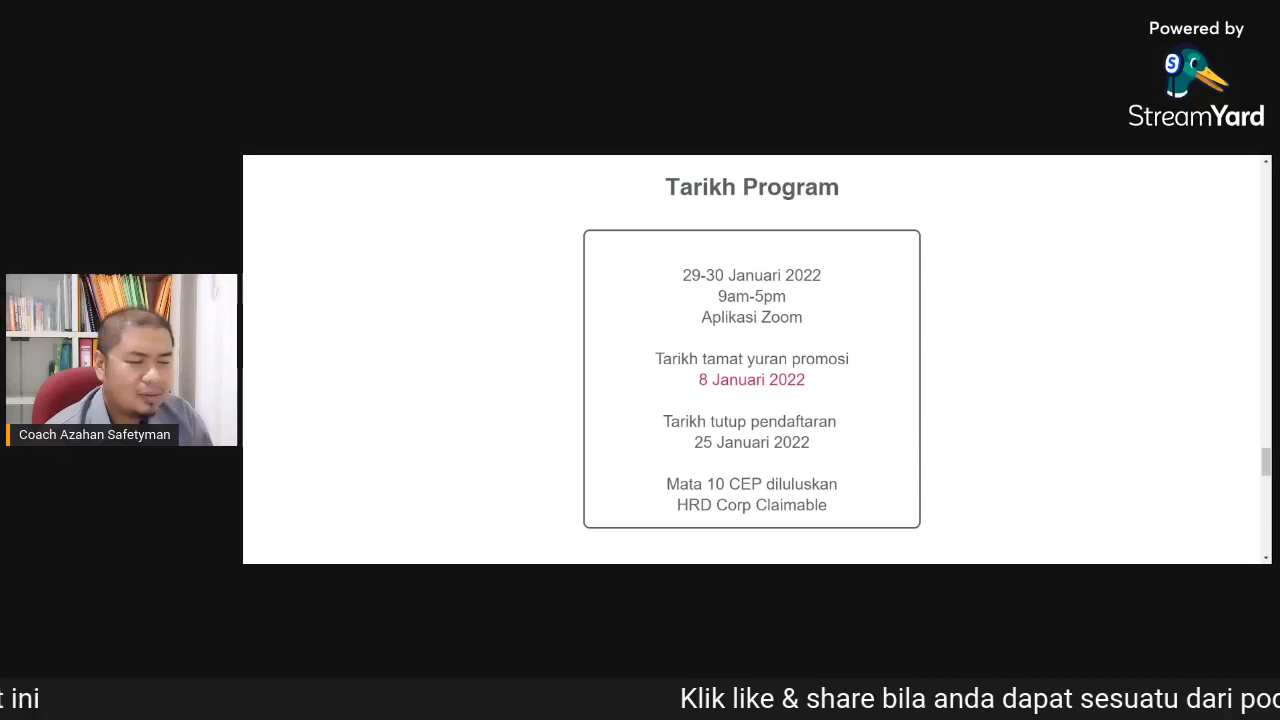 Powered by
S
StreamYard
Tarikh Program
29-30 Januari 2022
9am-5pm
Aplikasi Zoom
Tarikh tamat yuran promosi
8 Januari 2022
Tarikh tutup pendaftaran
25 Januari 2022
Mata 10 CEP diluluskan
HRD Corp Claimable
Coach Azahan Safetyman
ini
Klik like & share bila anda dapat sesuatu dari